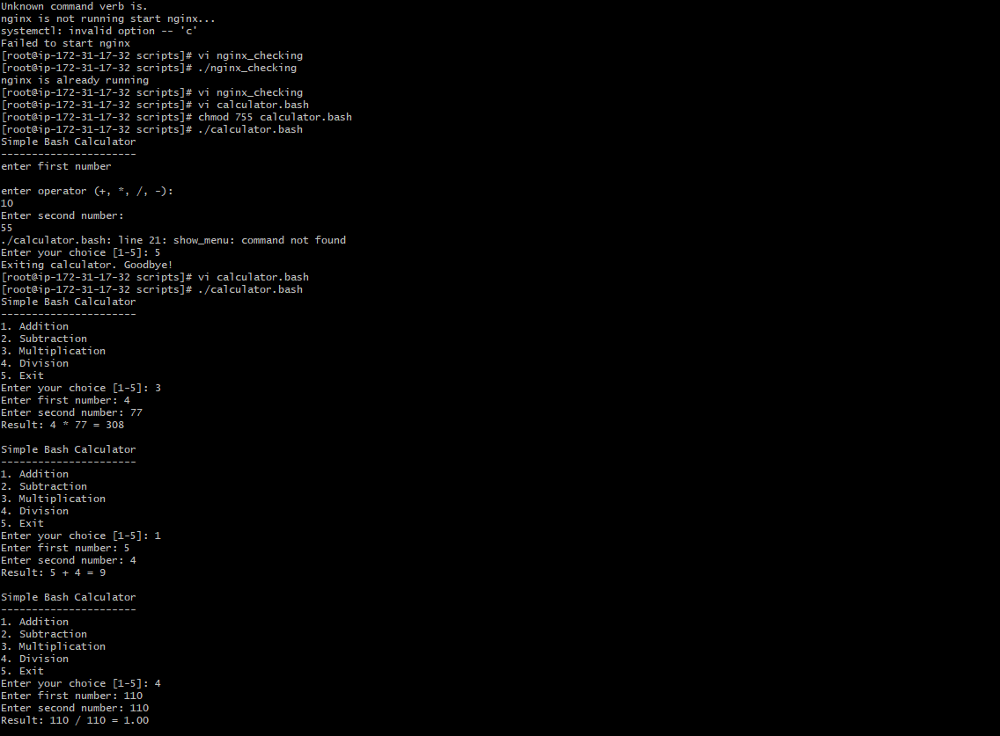 Unknown command verb is.
nginx is not running start nginx...
systemctl: invalid option -- 'c'
Failed to start nginx
[root@ip-172-31-17-32 scripts]# vi nginx_checking
[root@ip-172-31-17-32 scripts]# ./nginx_checking
nginx is already running
[root@ip-172-31-17-32 scripts]# vi nginx_checking
[root@ip-172-31-17-32 scripts]# vi calculator.bash
[root@ip-172-31-17-32 scripts]# chmod 755 calculator.bash
[root@ip-172-31-17-32 scripts]# ./calculator.bash
Simple Bash Calculator
----------------------
enter first number
enter operator (+, *, /, -):
10
Enter second number:
55
./calculator.bash: line 21: show_menu: command not found
Enter your choice [1-5]: 5
Exiting calculator. Goodbye!
[root@ip-172-31-17-32 scripts]# vi calculator.bash
[root@ip-172-31-17-32 scripts]# ./calculator.bash
Simple Bash Calculator
----------------------
1. Addition
2. Subtraction
3. Multiplication
4. Division
5. Exit
Enter your choice [1-5]: 3
Enter first number: 4
Enter second number: 77
Result: 4 * 77 = 308
Simple Bash Calculator
----------------------
1. Addition
2. Subtraction
3. Multiplication
4. Division
5. Exit
Enter your choice [1-5]: 1
Enter first number: 5
Enter second number: 4
Result: 5 + 4 = 9
Simple Bash Calculator
----------------------
1. Addition
2. Subtraction
3. Multiplication
4. Division
5. Exit
Enter your choice [1-5]: 4
Enter first number: 110
Enter second number: 110
Result: 110 / 110 = 1.00